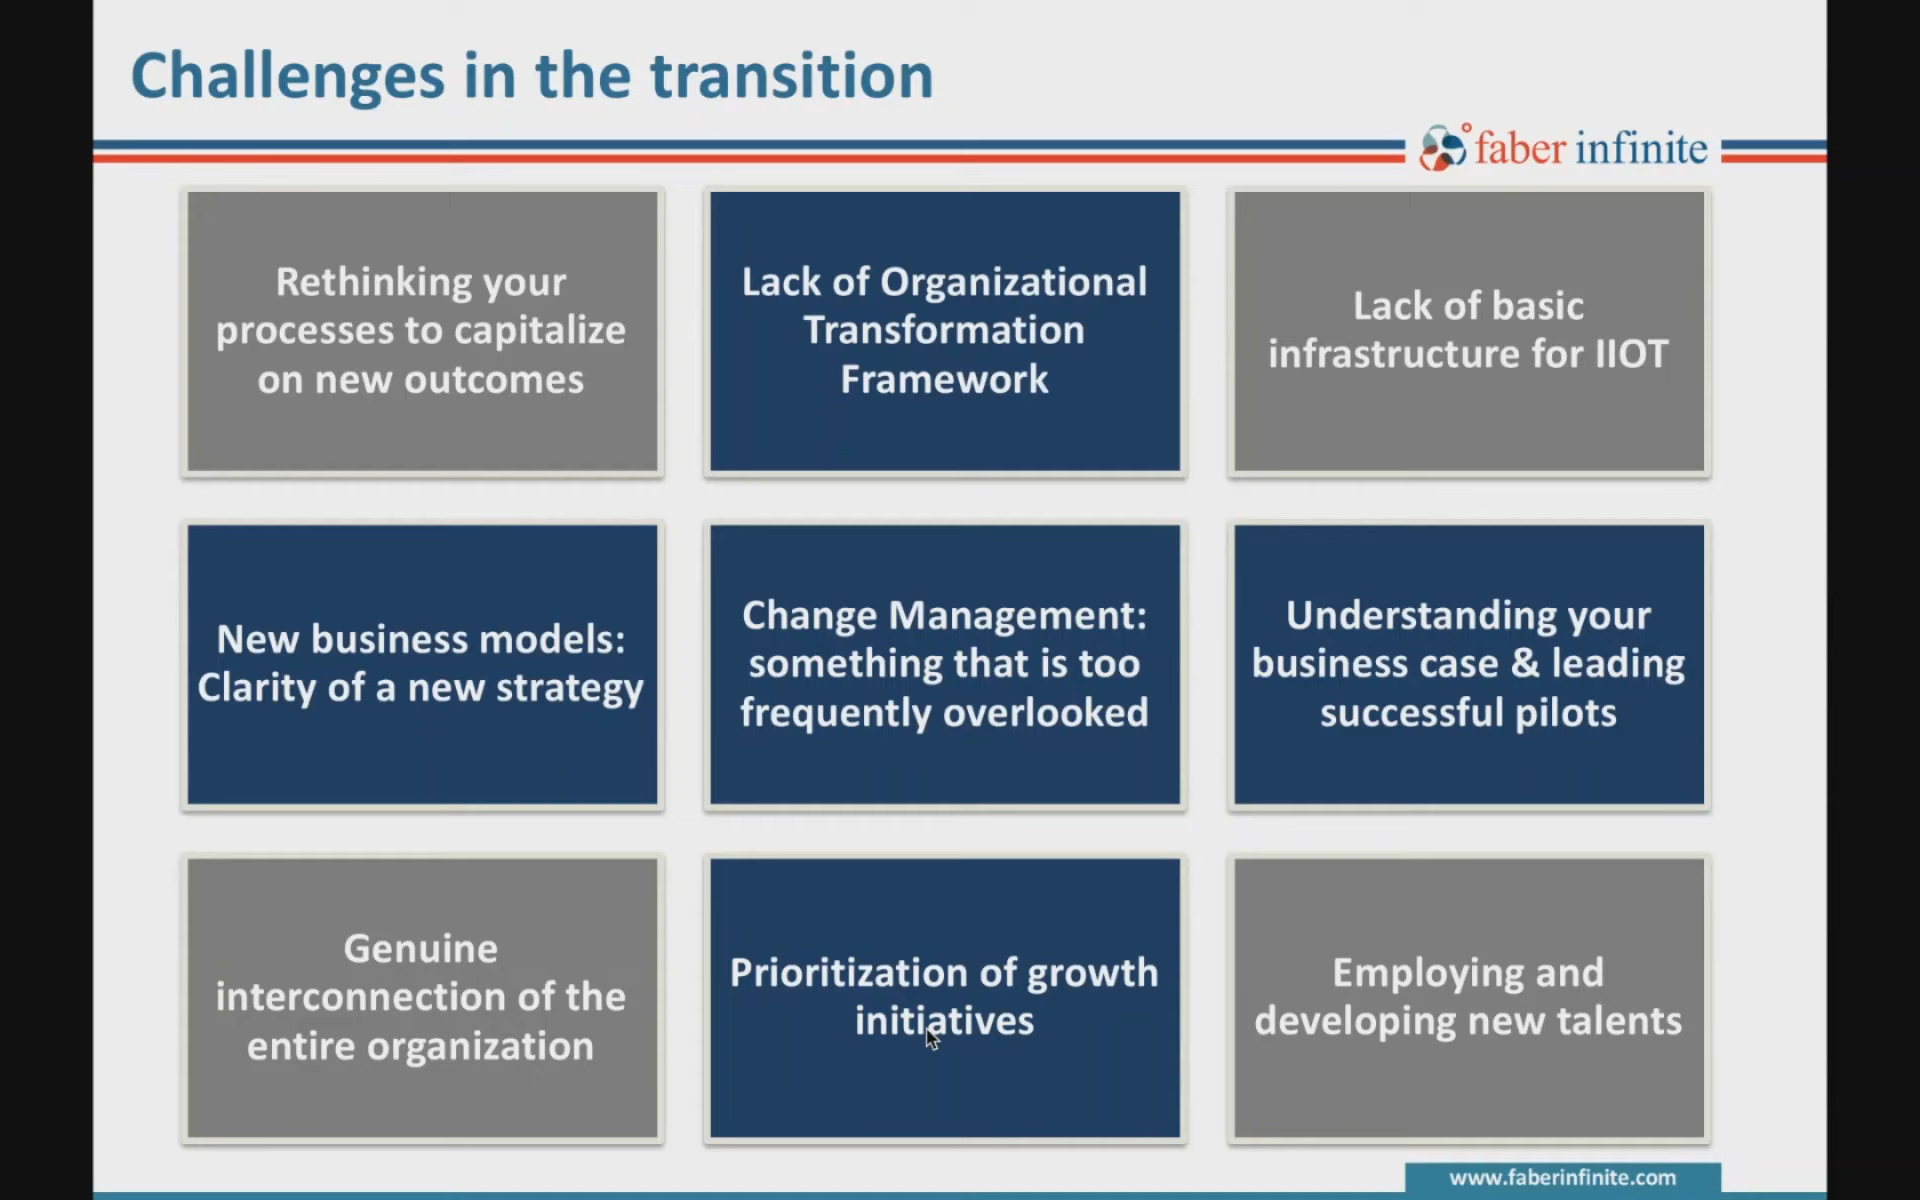 Challenges in the transition
faber infinite
Rethinking your
processes to capitalize
on new outcomes
Lack of Organizational
Transformation
Framework
Lack of basic
infrastructure for IIOT
New business models:
Clarity of a new strategy
Change Management:
something that is too
frequently overlooked
Understanding your
business case & leading
successful pilots
Genuine
interconnection of the
entire organization
Prioritization of growth
initiatives
Employing and
developing new talents
www.faberinfinite.com